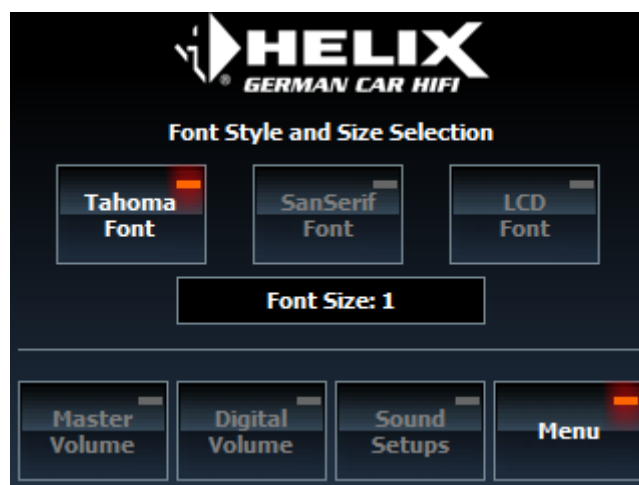 HELIX
GERMAN CAR HIFI
Font Style and Size Selection
Tahoma
Font
SanSerif
Font
LCD
Font
Font Size: 1
Master
Volume
Digital
Volume
Sound
Setups
Menu